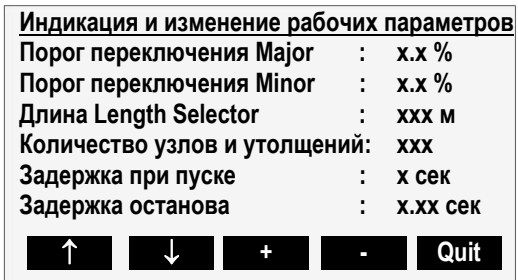 Индикация и изменение рабочих параметров
Порог переключения Major : x.x %
Порог переключения Minor : x.x %
Длина Length Selector : xxx м
Количество узлов и утолщений: xxx
Задержка при пуске : x сек
Задержка останова : x.xx сек
↑ ↓ + - Quit